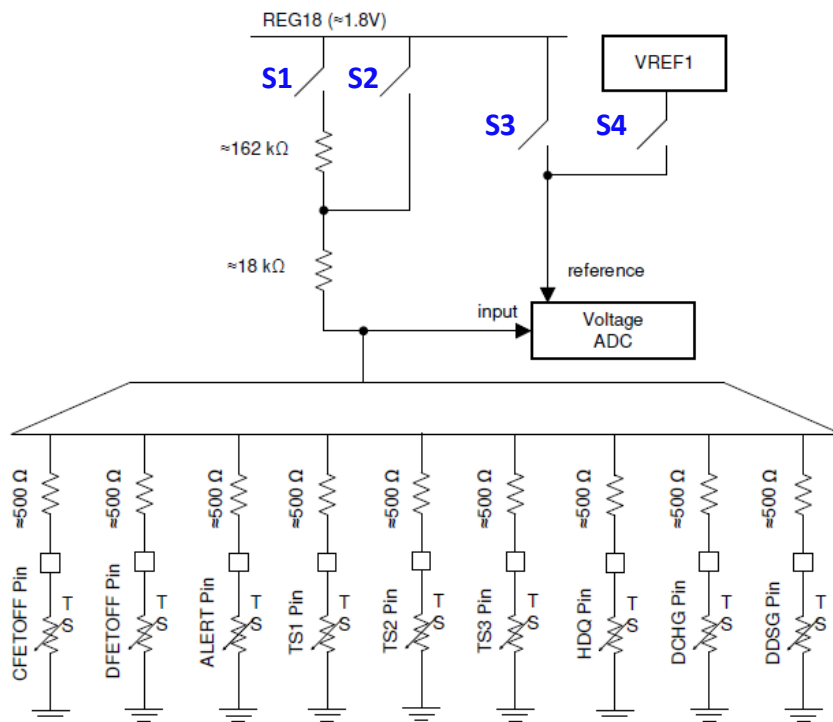 REG18 (≈1.8V)
S1
S2
VREF1
S3
S4
≈162 kΩ
≈18 kΩ
reference
input
Voltage
ADC
≈500 Ω
≈500 Ω
≈500 Ω
≈500 Ω
≈500 Ω
≈500 Ω
≈500 Ω
≈500 Ω
≈500 Ω
CFETOFF Pin
T
S
DFETOFF Pin
T
S
ALERT Pin
T
S
TS1 Pin
T
S
TS2 Pin
T
S
TS3 Pin
T
S
HDQ Pin
T
S
DCHG Pin
T
S
DDSG Pin
T
S